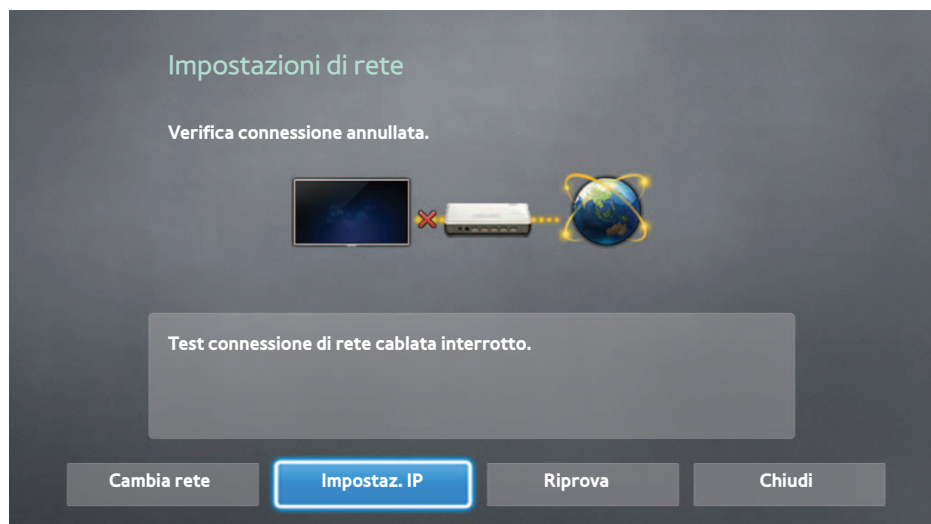 Impostazioni di rete
Verifica connessione annullata.
Test connessione di rete cablata interrotto.
Cambia rete
Impostaz. IP
Riprova
Chiudi